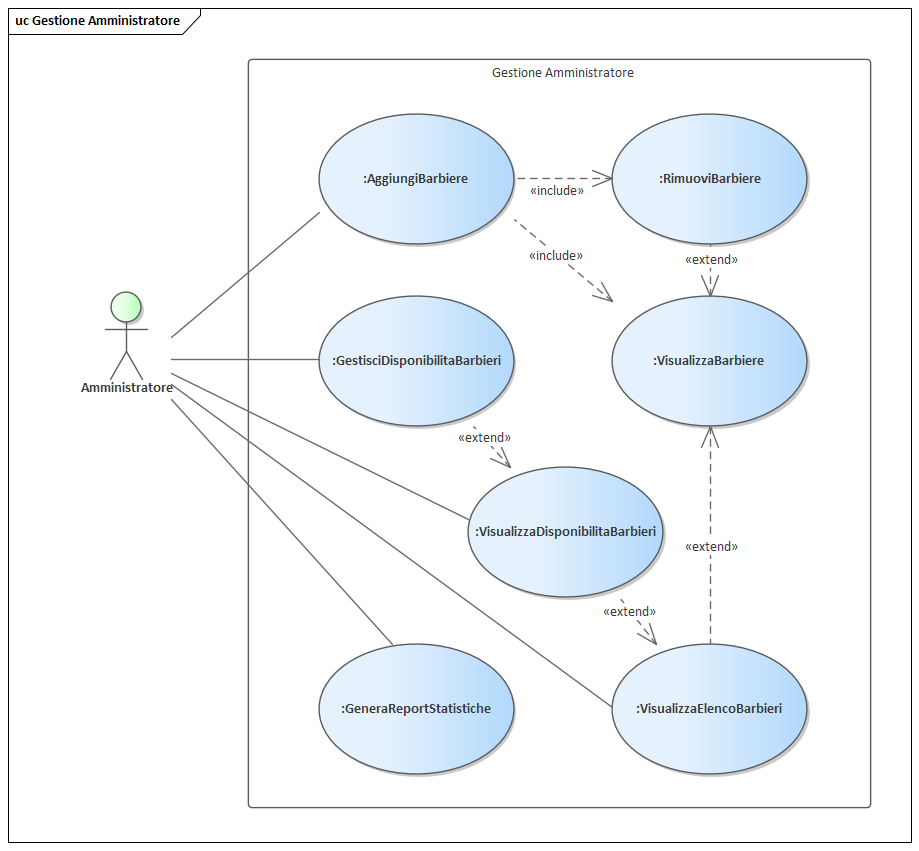 uc Gestione Amministratore
Gestione Amministratore
:AggiungiBarbiere
:RimuoviBarbiere
«include»
«include»
«extend»
:GestisciDisponibilitaBarbieri
:VisualizzaBarbiere
Amministratore
«extend»
:VisualizzaDisponibilitaBarbieri
«extend»
«extend»
:GeneraReportStatistiche
:VisualizzaElencoBarbieri